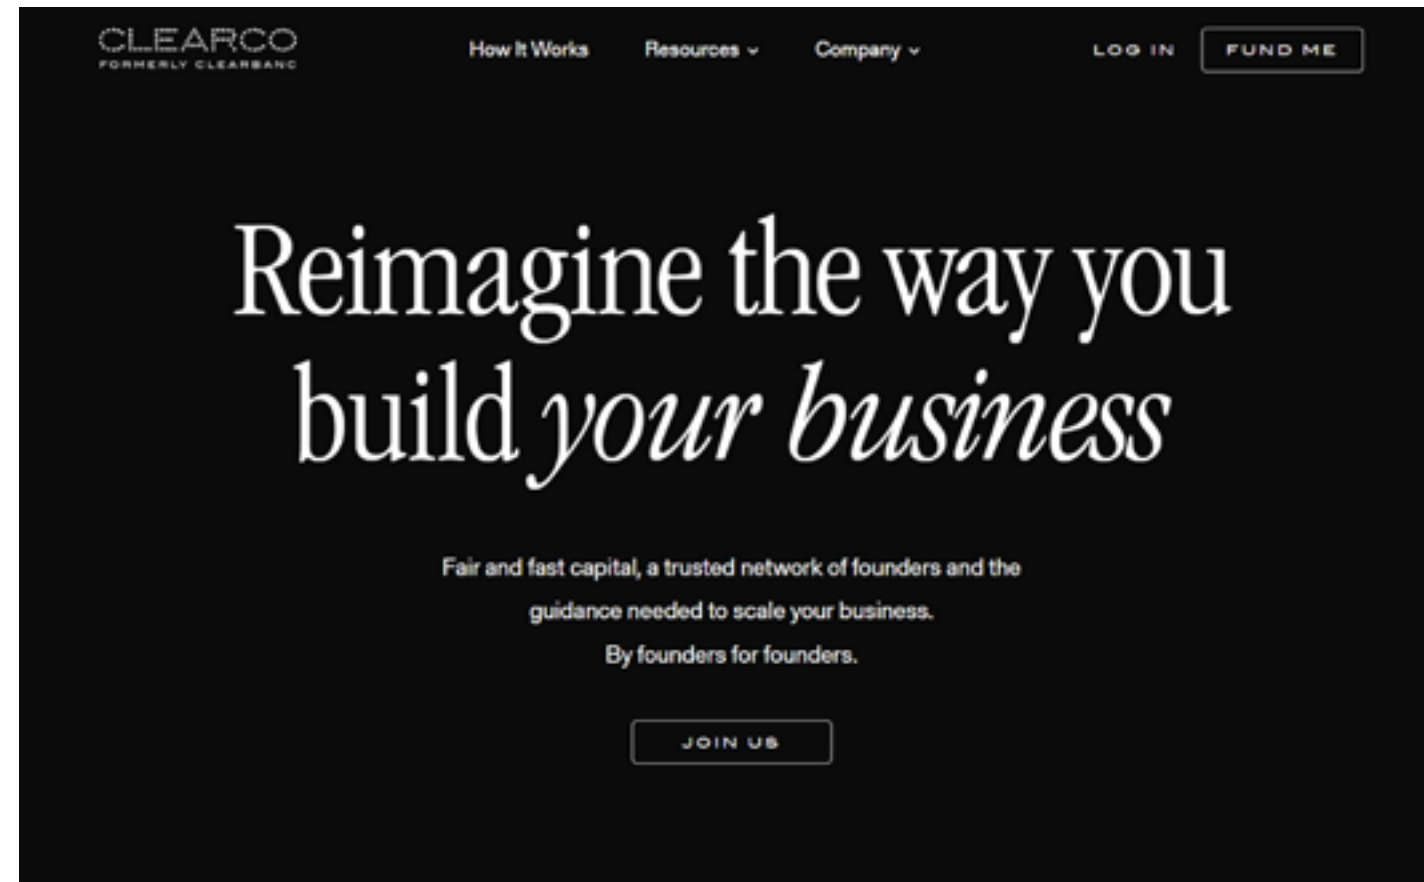 CLEARCO
FORMERLY CLEARBANC
How It Works
Resources
Company
LOG IN
FUND ME
Reimagine the way you
build your business
Fair and fast capital, a trusted network of founders and the
guidance needed to scale your business.
By founders for founders.
JOIN US